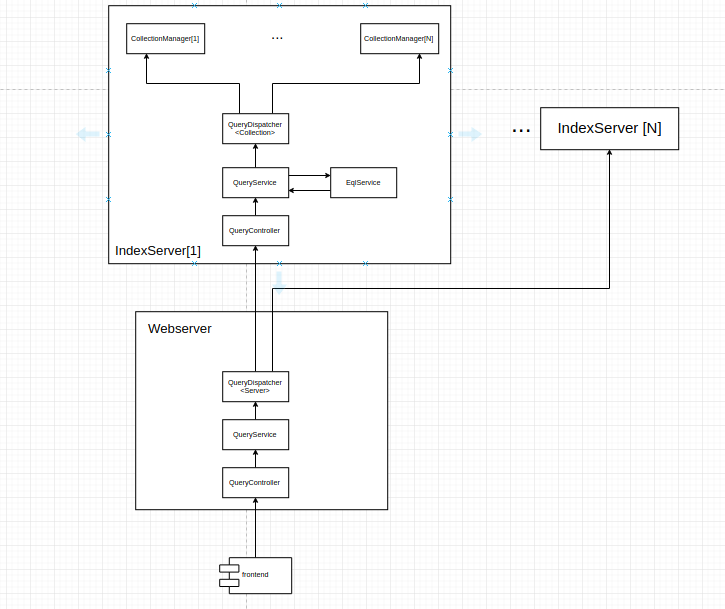 CollectionManager[1]
...
CollectionManager[N]
QueryDispatcher
<Collection>
... IndexServer [N]
QueryService
EqlService
QueryController
IndexServer[1]
Webserver
QueryDispatcher
<Server>
QueryService
QueryController
frontend